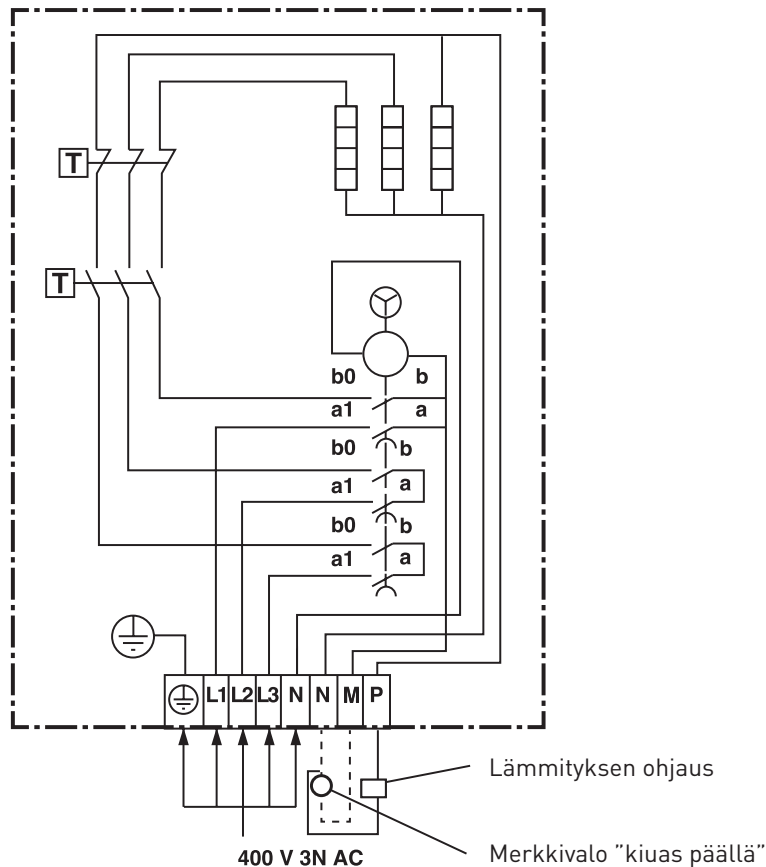 T
T
b0 b
a1 a
b0 b
a1 a
b0 b
a1 a
L1 L2 L3 N N M P
Lämmityksen ohjaus
400 V 3N AC
Merkkivalo ”kiuas päällä”